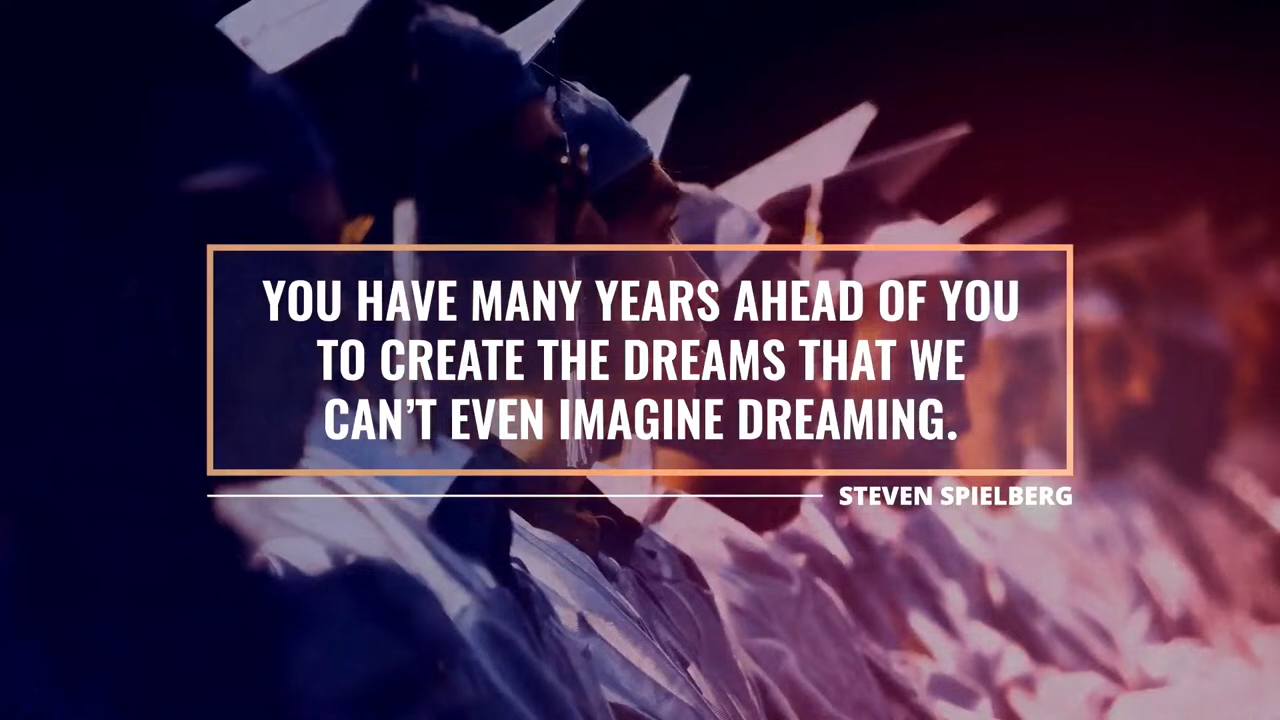 YOU HAVE MANY YEARS AHEAD OF YOU
TO CREATE THE DREAMS THAT WE
CAN’T EVEN IMAGINE DREAMING.
STEVEN SPIELBERG